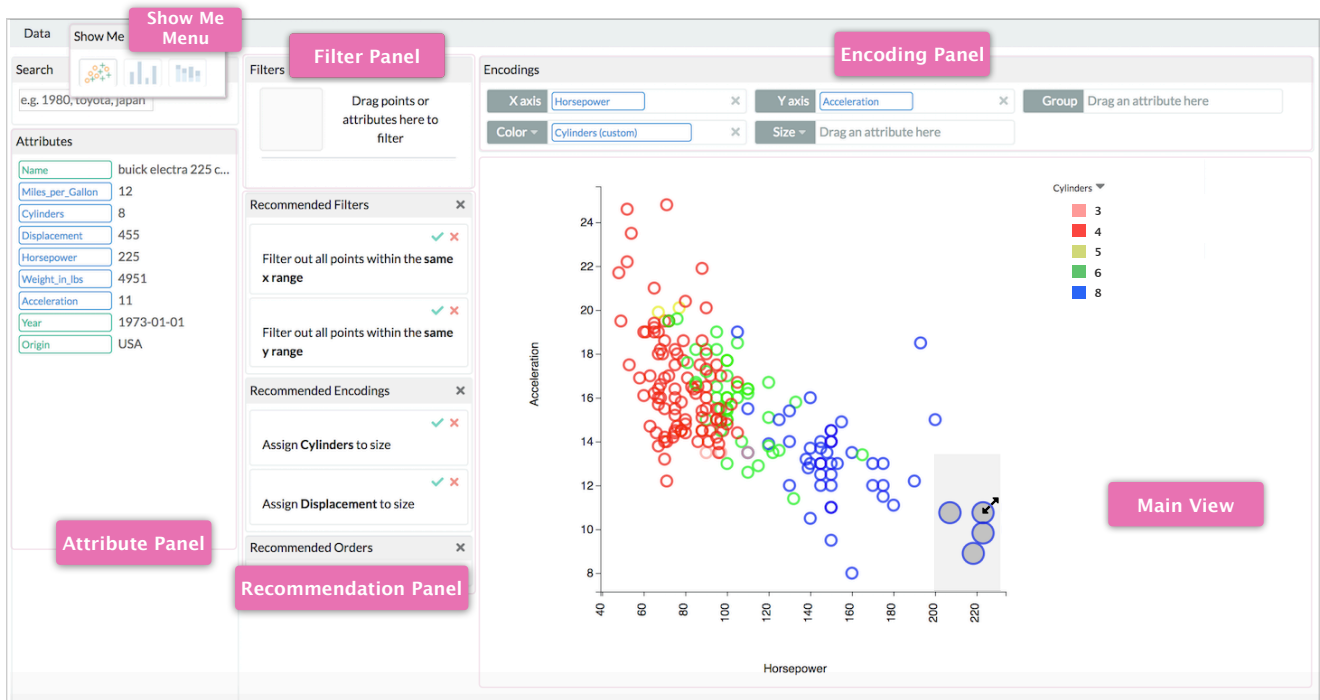 Data
Show Me
Show Me
Menu
Search
e.g. 1980, toyota, japan
Attributes
Name buick electra 225 c...
Miles_per_Gallon 12
Cylinders 8
Displacement 455
Horsepower 225
Weight_in_lbs 4951
Acceleration 11
Year 1973-01-01
Origin USA
Attribute Panel
Filters
Filter Panel
Drag points or
attributes here to
filter
Recommended Filters
Filter out all points within the same
x range
Filter out all points within the same
y range
Recommended Encodings
Assign Cylinders to size
Assign Displacement to size
Recommended Orders
Recommendation Panel
Encoding Panel
Encodings
X axis Horsepower Y axis Acceleration Group Drag an attribute here
Color Cylinders (custom) Size Drag an attribute here
Cylinders
3
4
5
6
8
Main View
Acceleration
24
22
20
18
16
14
12
10
8
40 60 80 100 120 140 160 180 200 220
Horsepower